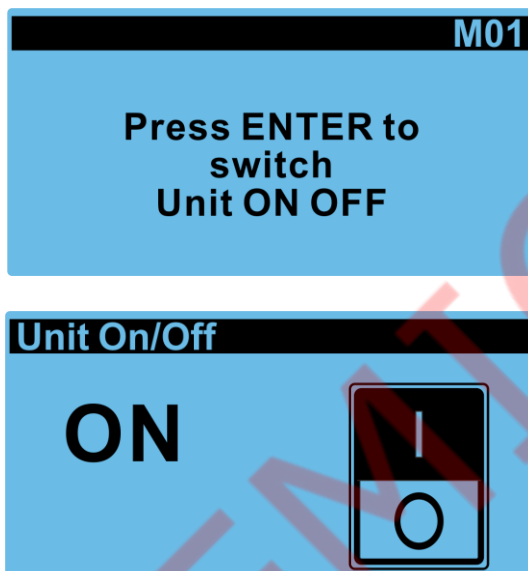 M01
Press ENTER to
switch
Unit ON OFF
Unit On/Off
ON
I
O